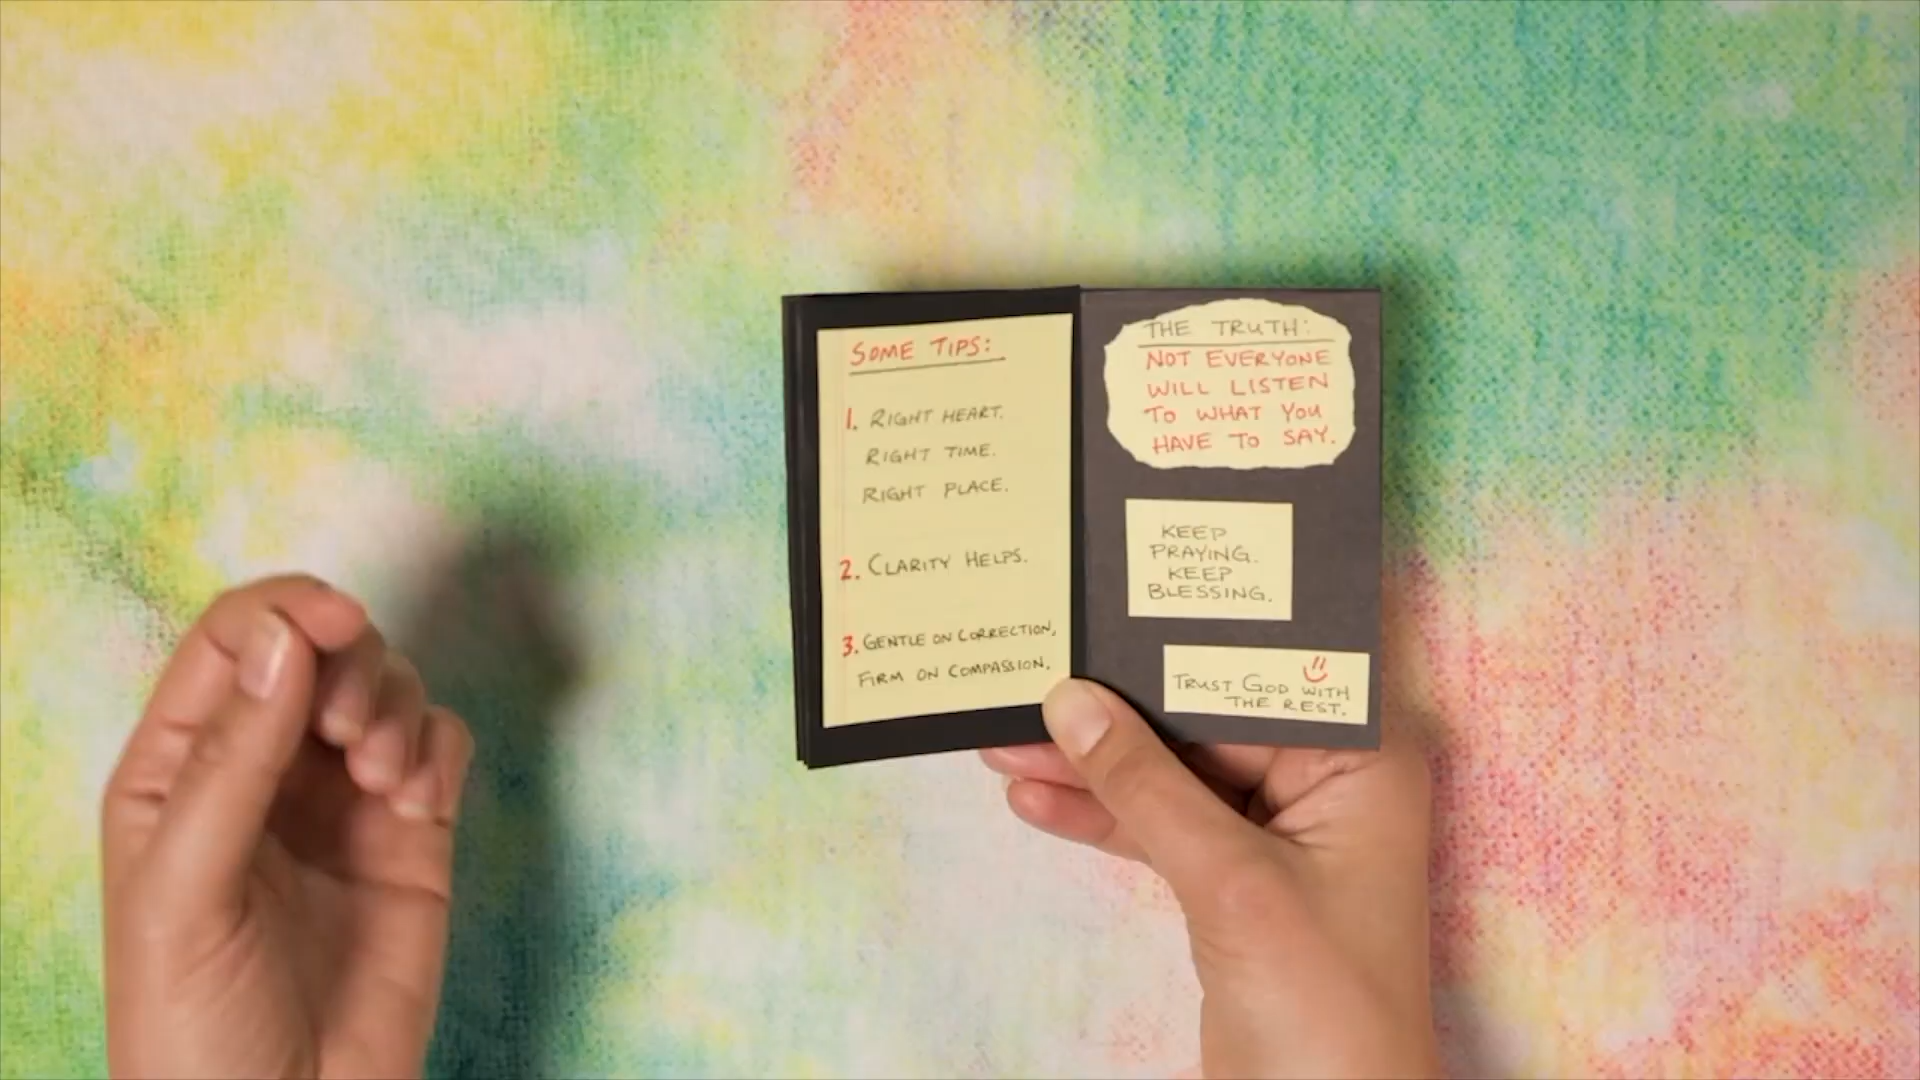 SOME TIPS:
1. RIGHT HEART.
RIGHT TIME.
RIGHT PLACE.
2. CLARITY HELPS.
3. GENTLE ON CORRECTION,
FIRM ON COMPASSION.
THE TRUTH:
NOT EVERYONE
WILL LISTEN
TO WHAT YOU
HAVE TO SAY.
KEEP
PRAYING.
KEEP
BLESSING.
TRUST GOD WITH
THE REST.